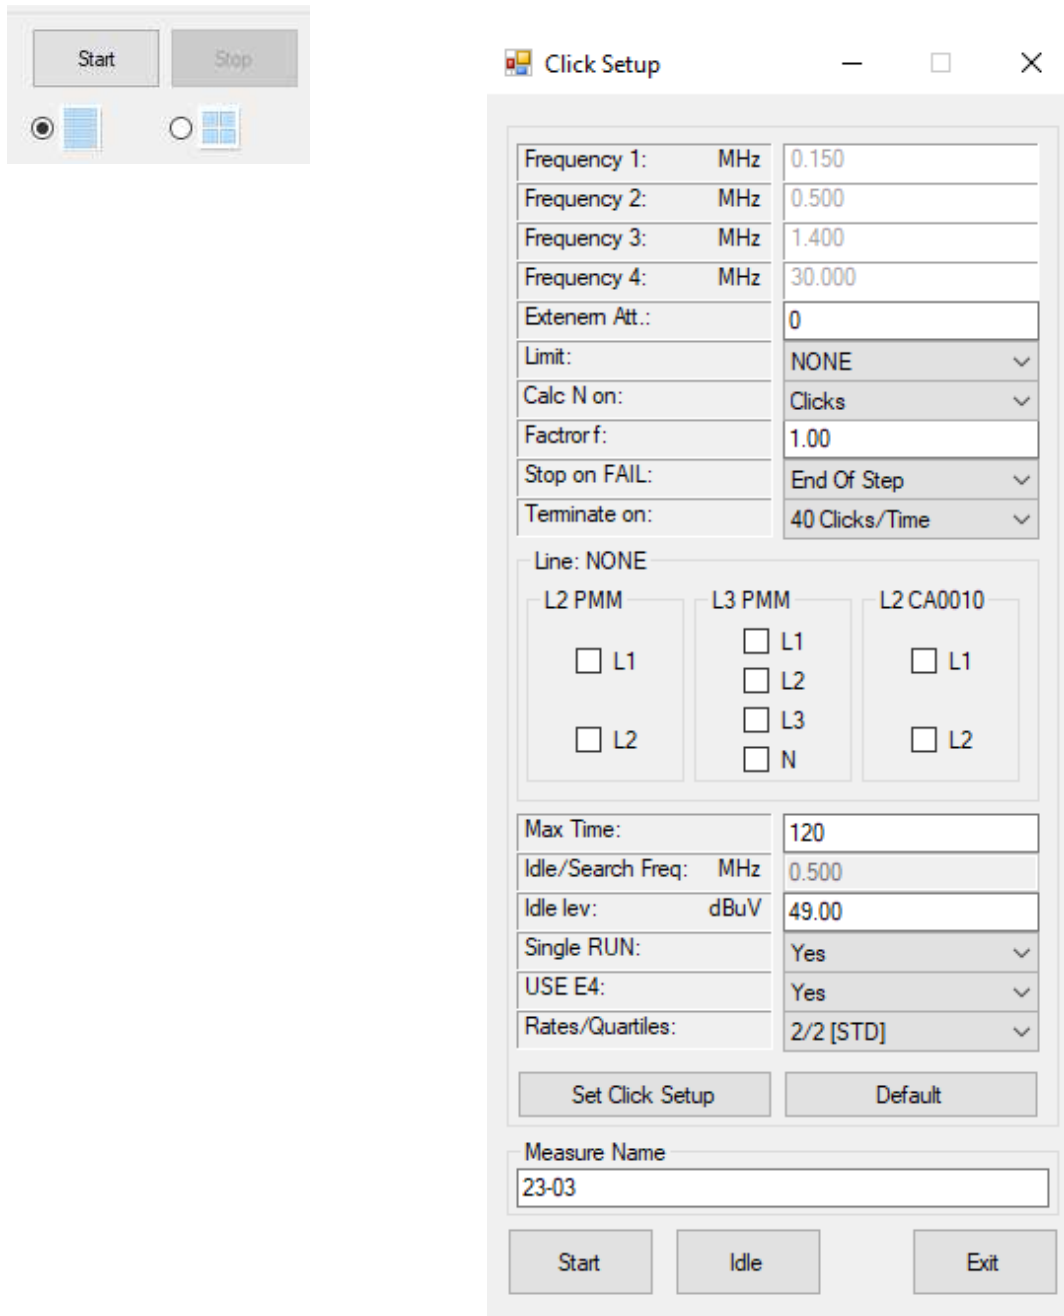 Start Stop
Click Setup
Frequency 1: MHz 0.150
Frequency 2: MHz 0.500
Frequency 3: MHz 1.400
Frequency 4: MHz 30.000
Extenern Att.: 0
Limit: NONE
Calc N on: Clicks
Factror f: 1.00
Stop on FAIL: End Of Step
Terminate on: 40 Clicks/Time
Line: NONE
L2 PMM L3 PMM L2 CA0010
L1 L1 L1
L2
L3
L2 N L2
Max Time: 120
Idle/Search Freq: MHz 0.500
Idle lev: dBuV 49.00
Single RUN: Yes
USE E4: Yes
Rates/Quartiles: 2/2 [STD]
Set Click Setup Default
Measure Name
23-03
Start Idle Exit